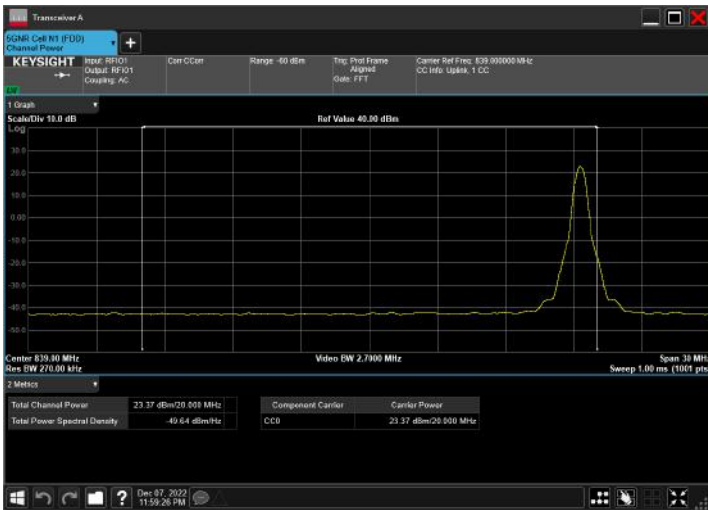 Transceiver A
5GNR Cell N1 (FDD)
Channel Power
KEYSIGHT
Input: RFIO1
Output: RFIO1
Coupling: AC
Corr CCorr
Range: -60 dBm
Trig: Prot Frame
Aligned
Gate: FFT
Carrier Ref Freq: 839.000000 MHz
CC Info: Uplink, 1 CC
1 Graph
Scale/Div 10.0 dB
Ref Value 40.00 dBm
Log
30.0
20.0
10.0
0.00
-10.0
-20.0
-30.0
-40.0
-50.0
Center 839.00 MHz
Video BW 2.7000 MHz
Span 30 MHz
Res BW 270.00 kHz
Sweep 1.00 ms (1001 pts
2 Metrics
Total Channel Power 23.37 dBm/20.000 MHz
Total Power Spectral Density -49.64 dBm/Hz
Component Carrier Carrier Power
CC0 23.37 dBm/20.000 MHz
?
Dec 07, 2022
11:59:26 PM